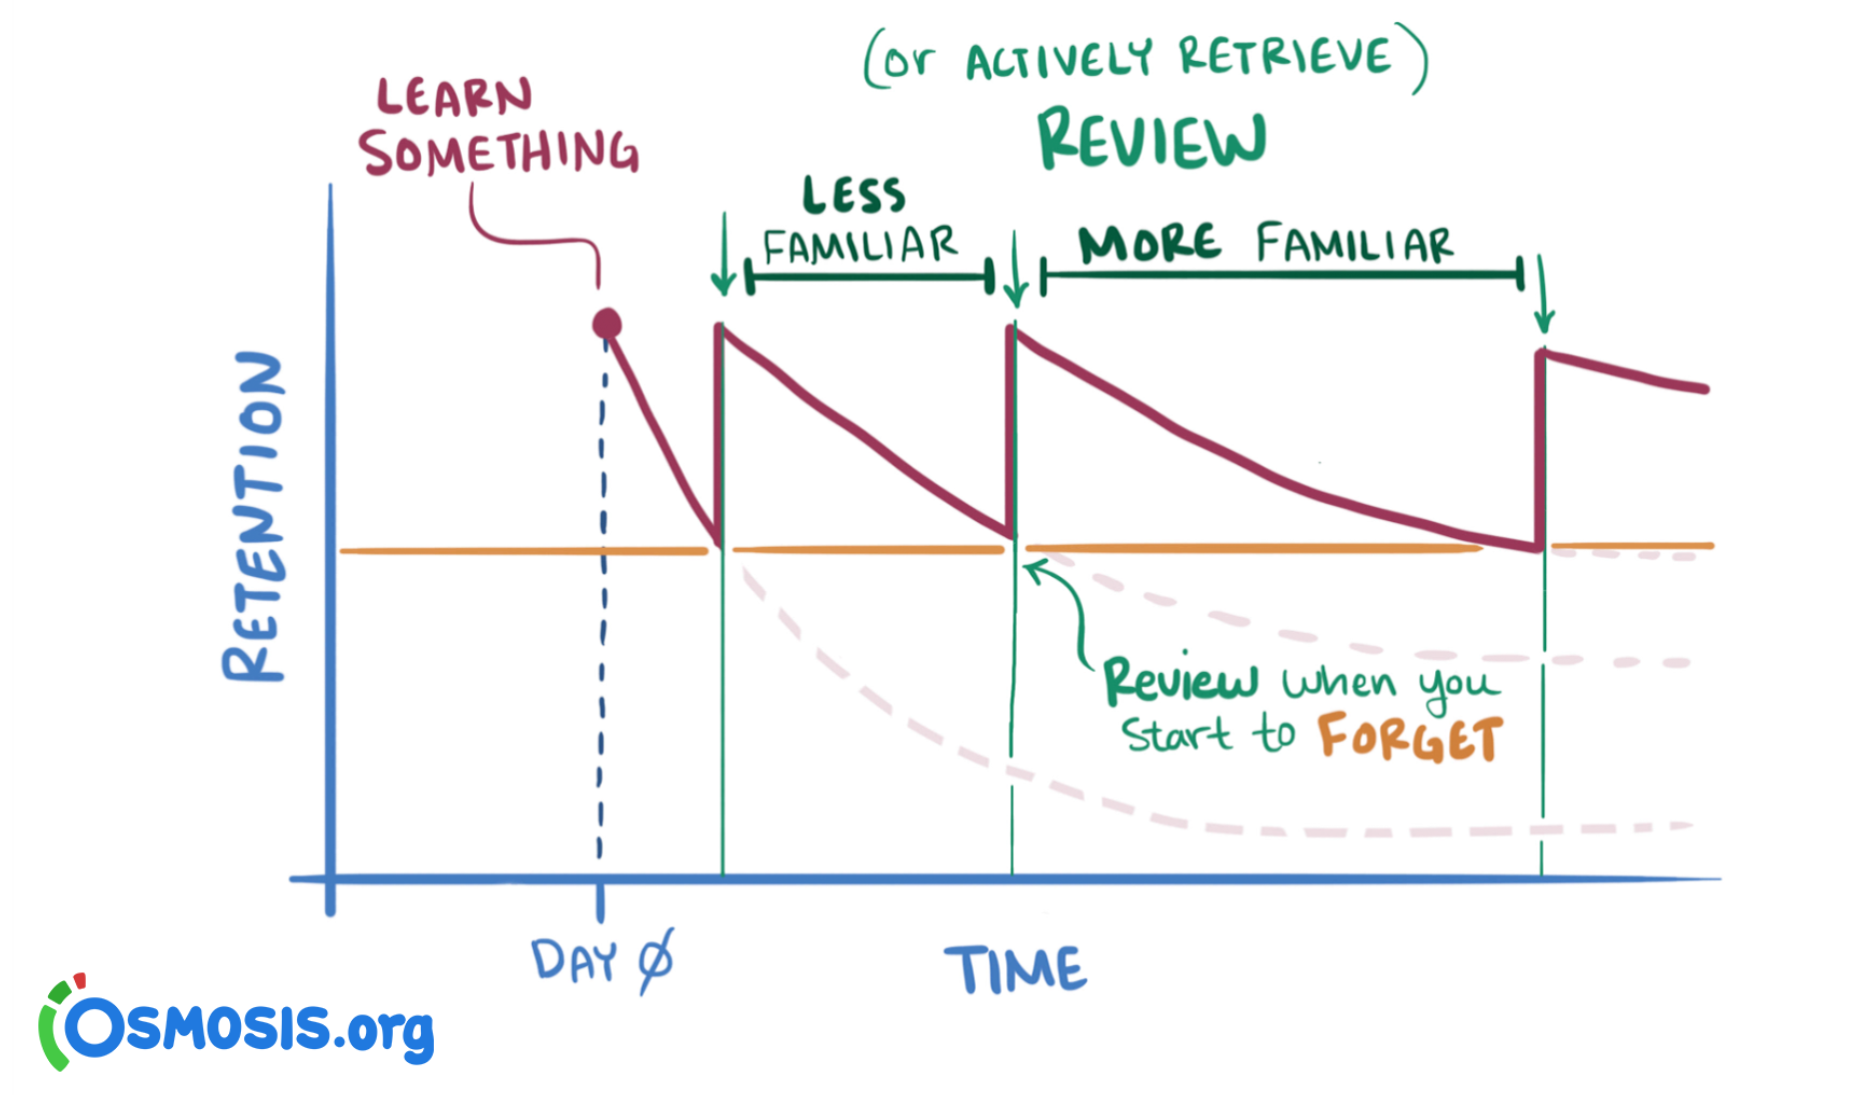 (or ACTIVELY RETRIEVE)
REVIEW
LEARN
SOMETHING
LESS
FAMILIAR
MORE FAMILIAR
RETENTION
Review when you
start to FORGET
DAY 0
TIME
OSMOSIS.org